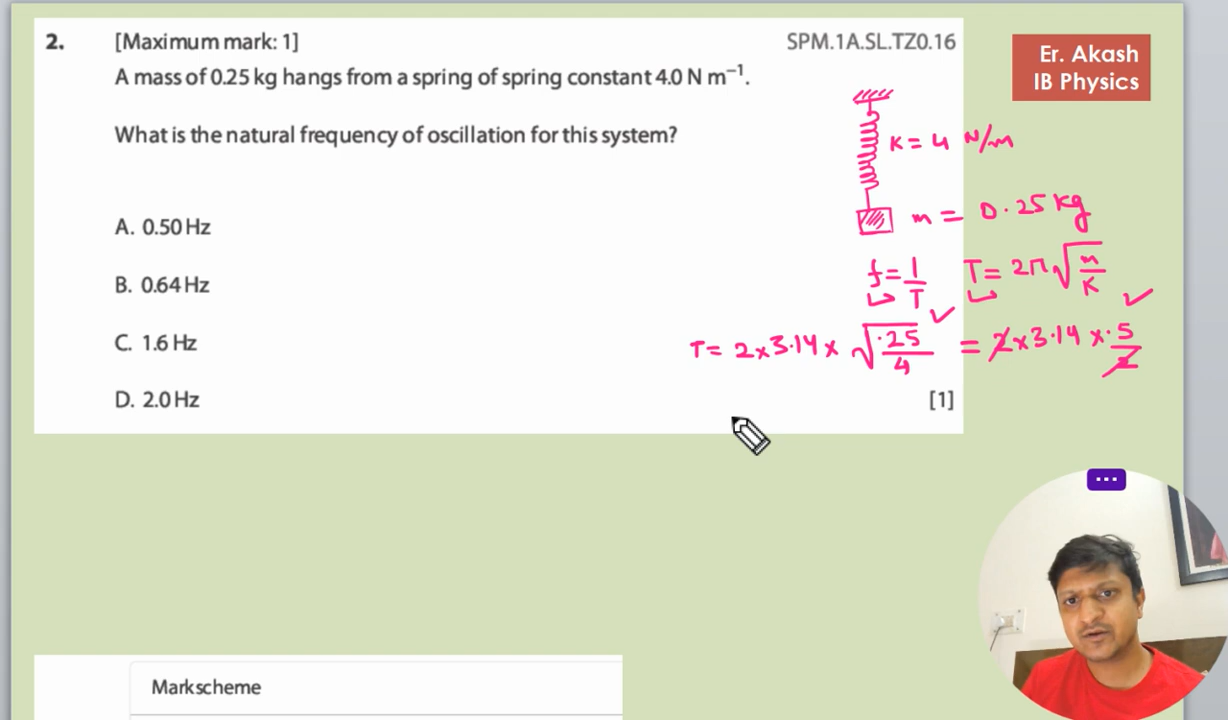 2. [Maximum mark: 1] SPM.1A.SL.TZ0.16
A mass of 0.25 kg hangs from a spring of spring constant 4.0 N m⁻¹.
What is the natural frequency of oscillation for this system?
A. 0.50 Hz
B. 0.64 Hz
C. 1.6 Hz
D. 2.0 Hz
[1]
Er. Akash
IB Physics
K = 4 N/m
m = 0.25 kg
f = 1/T T = 2π√(m/K)
T = 2×3.14× √(.25/4) = 2×3.14×.5/2
Markscheme